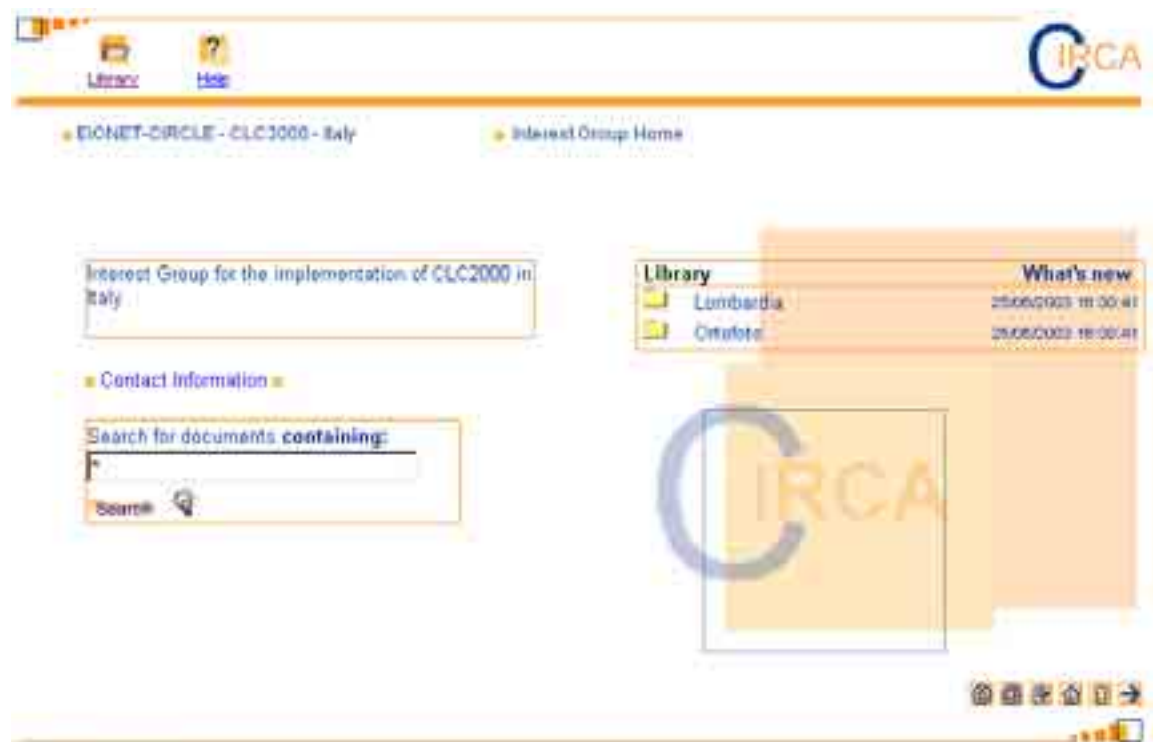 CIRCA
Library Help
EIONET-CIRCLE - CLC2000 - Italy Interest Group Home
Interest Group for the implementation of CLC2000 in
Italy
Library What's new
Lombardia
Ortofoto
Contact Information
Search for documents containing:
*
Search
CIRCA